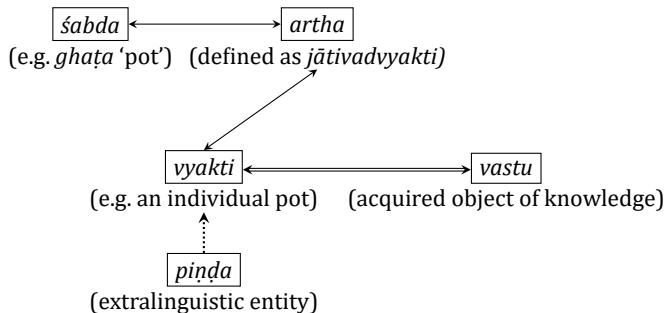 śabda artha
(e.g. ghaṭa ‘pot’) (defined as jātivadvyakti)
vyakti vastu
(e.g. an individual pot) (acquired object of knowledge)
piṇḍa
(extralinguistic entity)